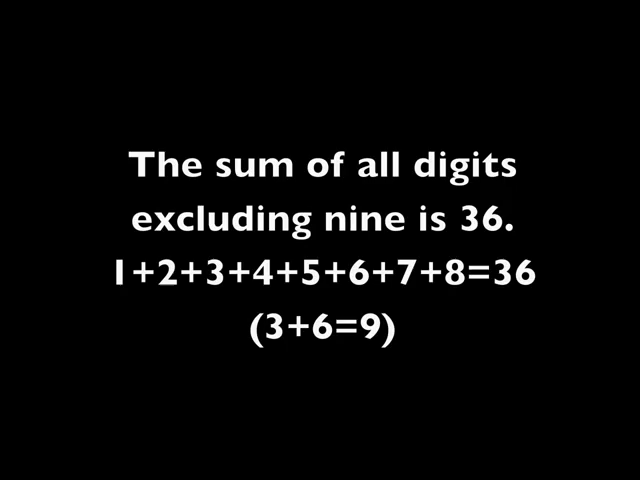 The sum of all digits
excluding nine is 36.
1+2+3+4+5+6+7+8=36
(3+6=9)